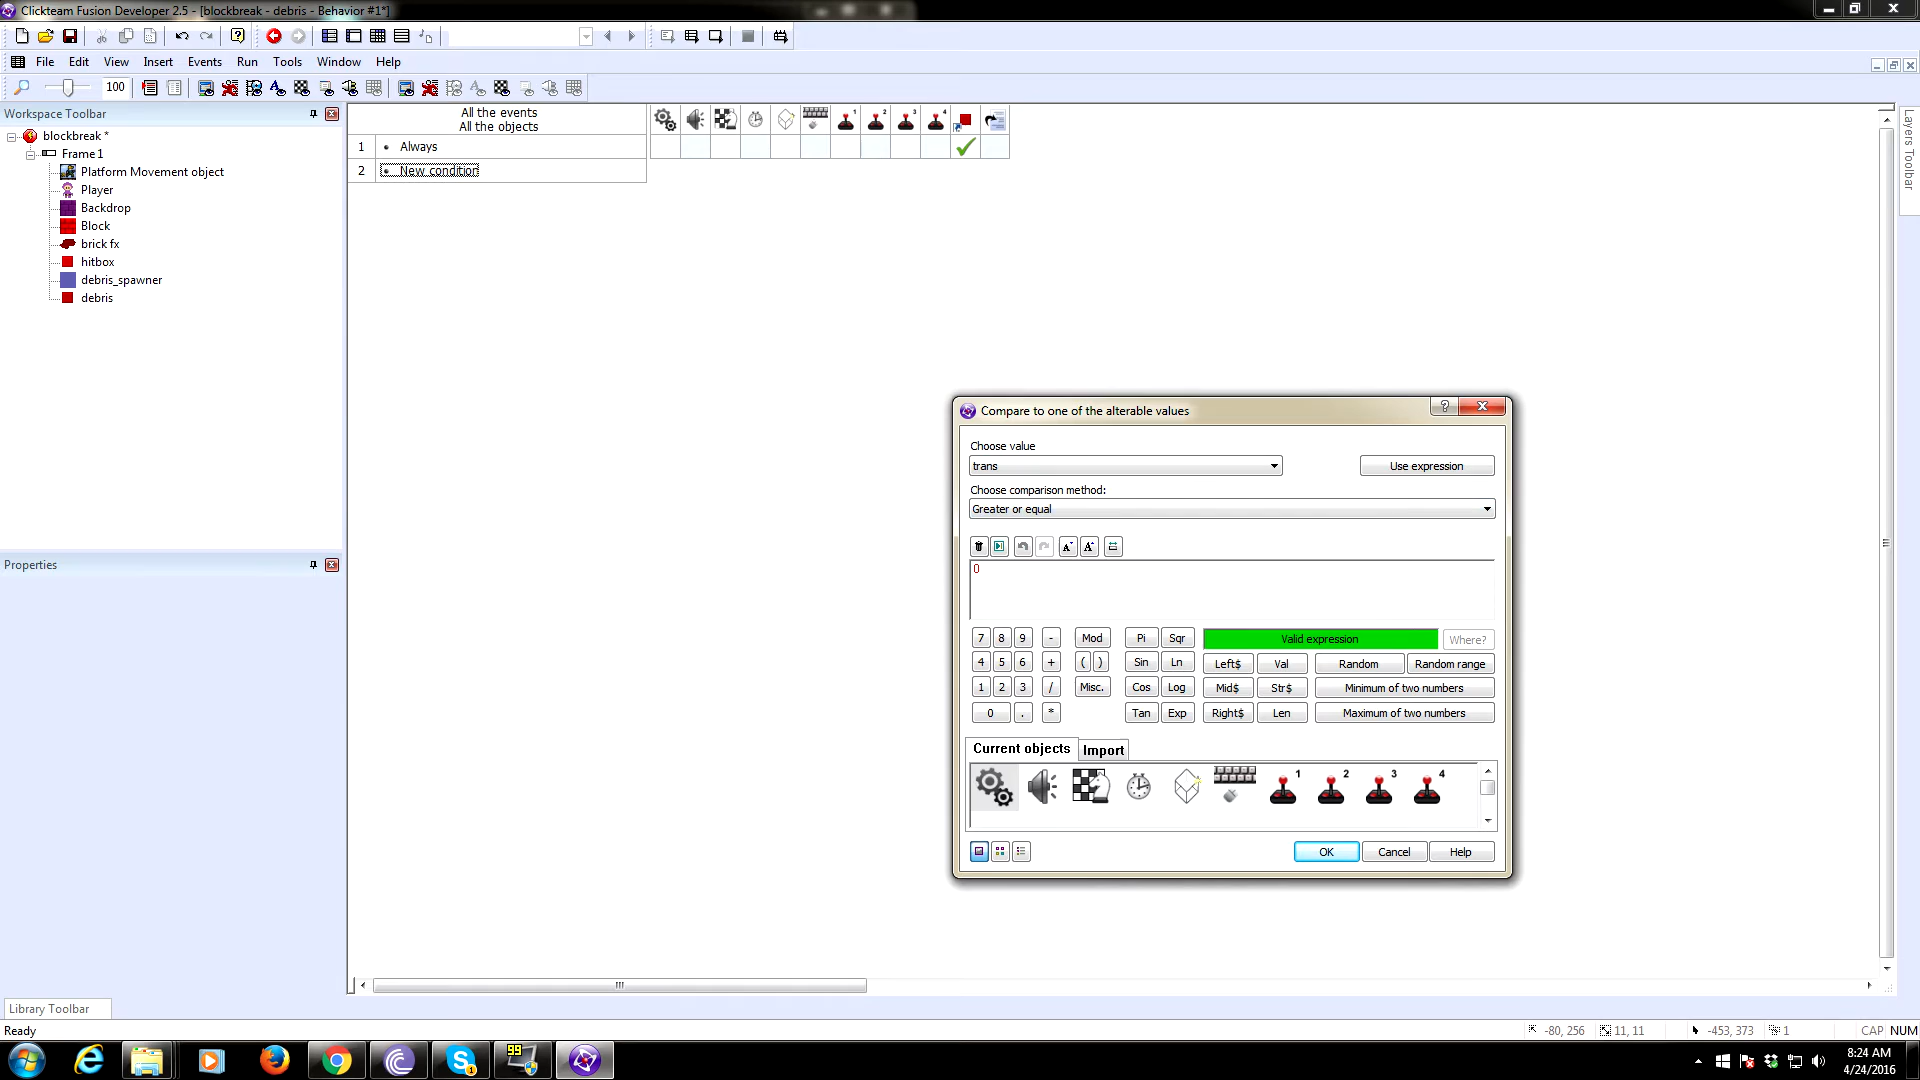 Clickteam Fusion Developer 2.5 - [blockbreak - debris - Behavior #1*]
File Edit View Insert Events Run Tools Window Help
100
Workspace Toolbar
blockbreak *
Frame 1
Platform Movement object
Player
Backdrop
Block
brick fx
hitbox
debris_spawner
debris
Properties
Library Toolbar
Ready
All the events
All the objects
1 2 3 4
1 • Always
2 • New condition
Layers Toolbar
Compare to one of the alterable values
Choose value
trans
Use expression
Choose comparison method:
Greater or equal
0
7 8 9 - Mod Pi Sqr Valid expression Where?
4 5 6 + ( ) Sin Ln Left$ Val Random Random range
1 2 3 / Misc. Cos Log Mid$ Str$ Minimum of two numbers
0 . * Tan Exp Right$ Len Maximum of two numbers
Current objects Import
1 2 3 4
OK Cancel Help
-80, 256 11, 11 -453, 373 1 CAP NUM
99
1
8:24 AM
4/24/2016